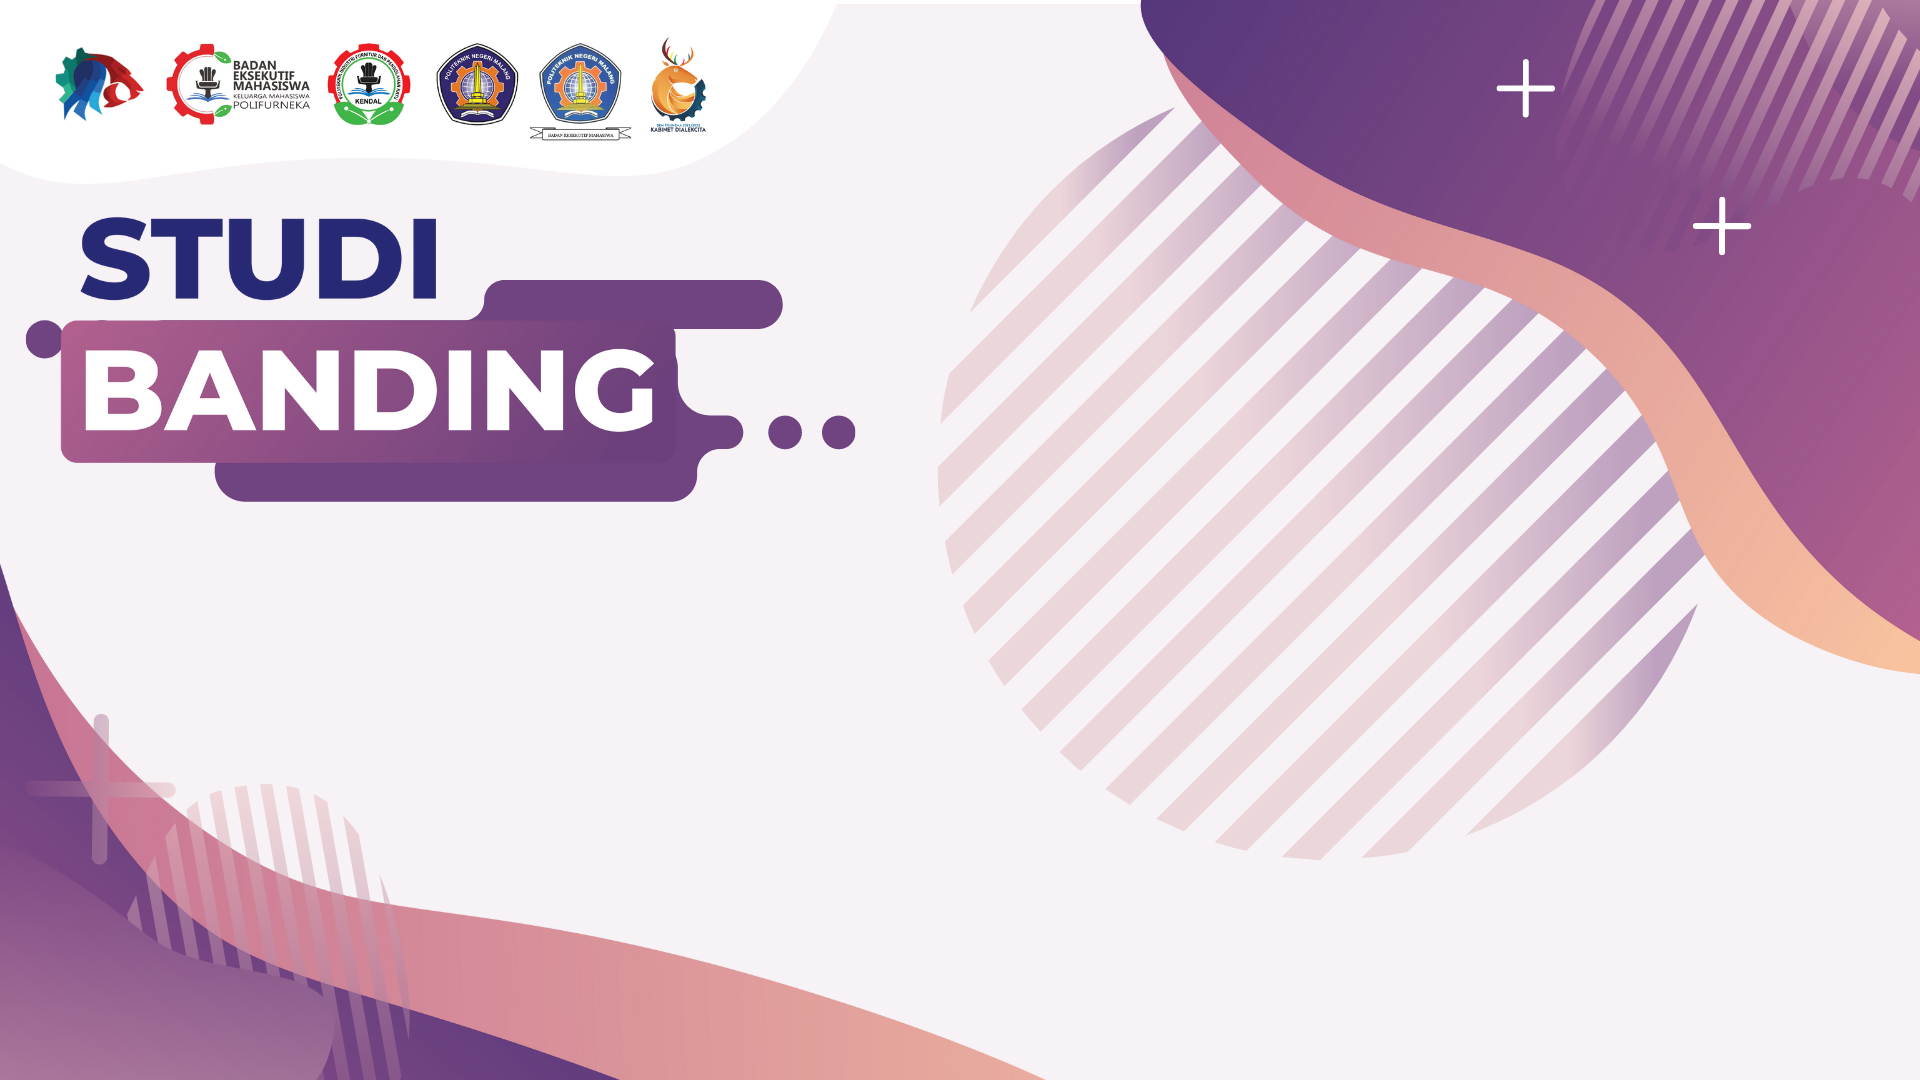 BADAN
EKSEKUTIF
MAHASISWA
KELUARGA MAHASISWA
POLIFURNEKA
KENDAL
POLITEKNIK NEGERI MALANG
POLITEKNIK NEGERI MALANG
BADAN EKSEKUTIF MAHASISWA
KABINET DIALEKCITA
STUDI
BANDING